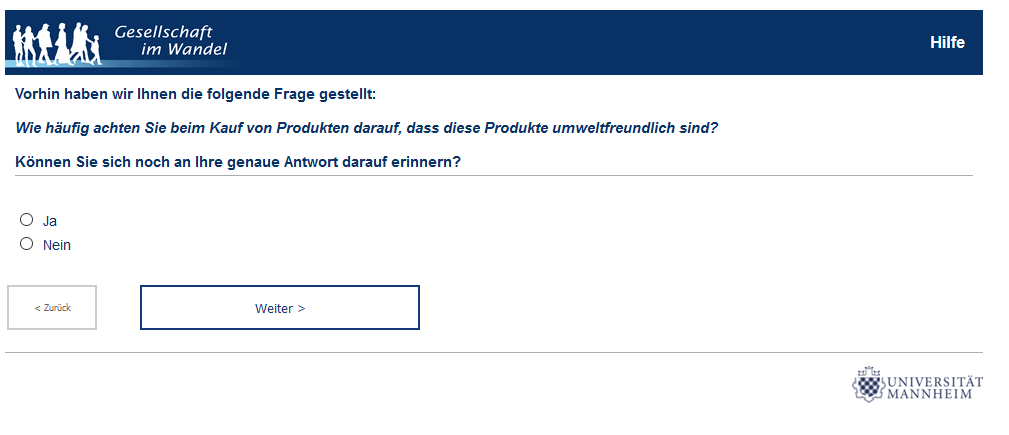 Gesellschaft
im Wandel
Hilfe
Vorhin haben wir Ihnen die folgende Frage gestellt:
Wie häufig achten Sie beim Kauf von Produkten darauf, dass diese Produkte umweltfreundlich sind?
Können Sie sich noch an Ihre genaue Antwort darauf erinnern?
Ja
Nein
< Zurück
Weiter >
UNIVERSITÄT
MANNHEIM